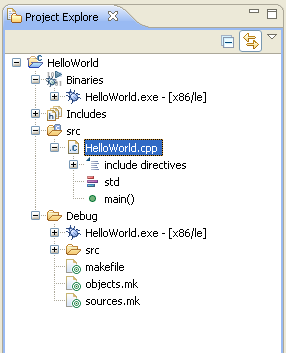 Project Explore
HelloWorld
Binaries
HelloWorld.exe - [x86/le]
Includes
src
HelloWorld.cpp
include directives
std
main()
Debug
HelloWorld.exe - [x86/le]
src
makefile
objects.mk
sources.mk